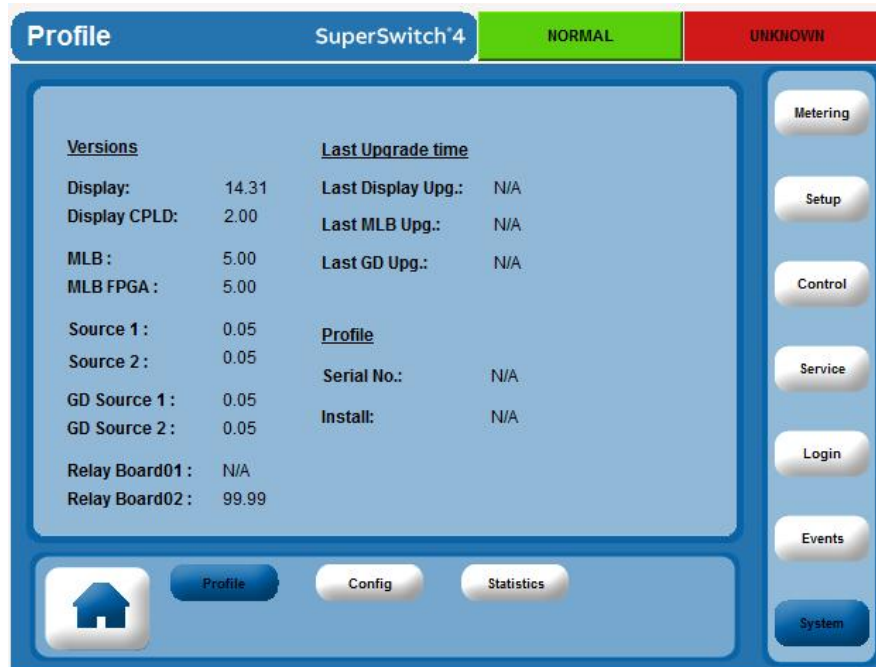 Profile
SuperSwitch®4
NORMAL
UNKNOWN
Versions
Display: 14.31
Display CPLD: 2.00
MLB : 5.00
MLB FPGA : 5.00
Source 1 : 0.05
Source 2 : 0.05
GD Source 1 : 0.05
GD Source 2 : 0.05
Relay Board01 : N/A
Relay Board02 : 99.99
Last Upgrade time
Last Display Upg.: N/A
Last MLB Upg.: N/A
Last GD Upg.: N/A
Profile
Serial No.: N/A
Install: N/A
Metering
Setup
Control
Service
Login
Events
System
Profile
Config
Statistics